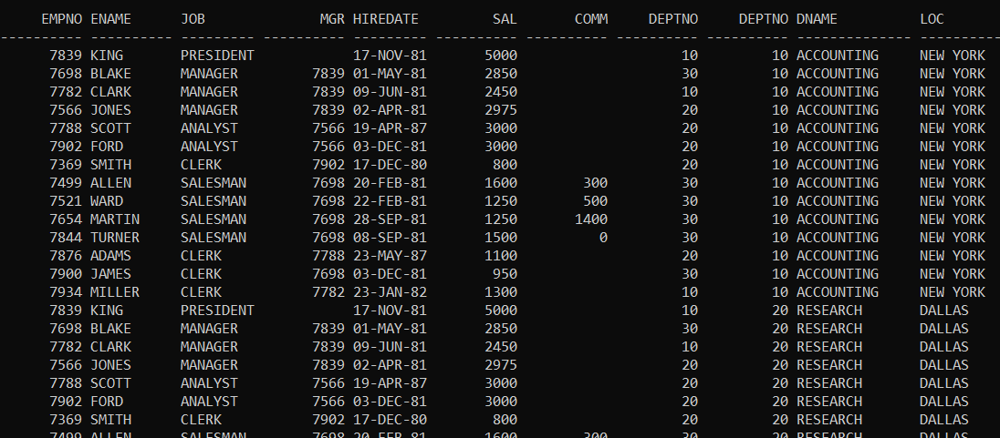 EMPNO ENAME JOB MGR HIREDATE SAL COMM DEPTNO DEPTNO DNAME LOC
---------- ---------- --------- ---------- --------- ---------- ---------- ---------- ---------- -------------- ----------
7839 KING PRESIDENT 17-NOV-81 5000 10 10 ACCOUNTING NEW YORK
7698 BLAKE MANAGER 7839 01-MAY-81 2850 30 10 ACCOUNTING NEW YORK
7782 CLARK MANAGER 7839 09-JUN-81 2450 10 10 ACCOUNTING NEW YORK
7566 JONES MANAGER 7839 02-APR-81 2975 20 10 ACCOUNTING NEW YORK
7788 SCOTT ANALYST 7566 19-APR-87 3000 20 10 ACCOUNTING NEW YORK
7902 FORD ANALYST 7566 03-DEC-81 3000 20 10 ACCOUNTING NEW YORK
7369 SMITH CLERK 7902 17-DEC-80 800 20 10 ACCOUNTING NEW YORK
7499 ALLEN SALESMAN 7698 20-FEB-81 1600 300 30 10 ACCOUNTING NEW YORK
7521 WARD SALESMAN 7698 22-FEB-81 1250 500 30 10 ACCOUNTING NEW YORK
7654 MARTIN SALESMAN 7698 28-SEP-81 1250 1400 30 10 ACCOUNTING NEW YORK
7844 TURNER SALESMAN 7698 08-SEP-81 1500 0 30 10 ACCOUNTING NEW YORK
7876 ADAMS CLERK 7788 23-MAY-87 1100 20 10 ACCOUNTING NEW YORK
7900 JAMES CLERK 7698 03-DEC-81 950 30 10 ACCOUNTING NEW YORK
7934 MILLER CLERK 7782 23-JAN-82 1300 10 10 ACCOUNTING NEW YORK
7839 KING PRESIDENT 17-NOV-81 5000 10 20 RESEARCH DALLAS
7698 BLAKE MANAGER 7839 01-MAY-81 2850 30 20 RESEARCH DALLAS
7782 CLARK MANAGER 7839 09-JUN-81 2450 10 20 RESEARCH DALLAS
7566 JONES MANAGER 7839 02-APR-81 2975 20 20 RESEARCH DALLAS
7788 SCOTT ANALYST 7566 19-APR-87 3000 20 20 RESEARCH DALLAS
7902 FORD ANALYST 7566 03-DEC-81 3000 20 20 RESEARCH DALLAS
7369 SMITH CLERK 7902 17-DEC-80 800 20 20 RESEARCH DALLAS
7499 ALLEN SALESMAN 7698 20-FEB-81 1600 300 30 20 RESEARCH DALLAS